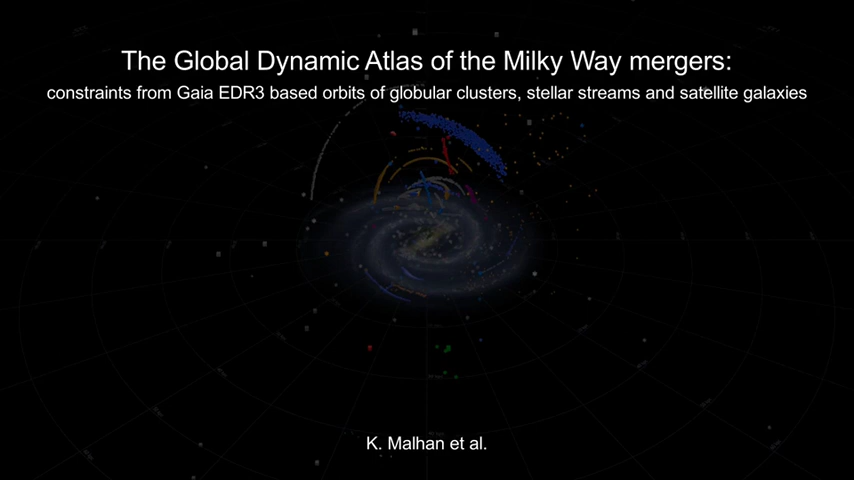 The Global Dynamic Atlas of the Milky Way mergers:
constraints from Gaia EDR3 based orbits of globular clusters, stellar streams and satellite galaxies
K. Malhan et al.